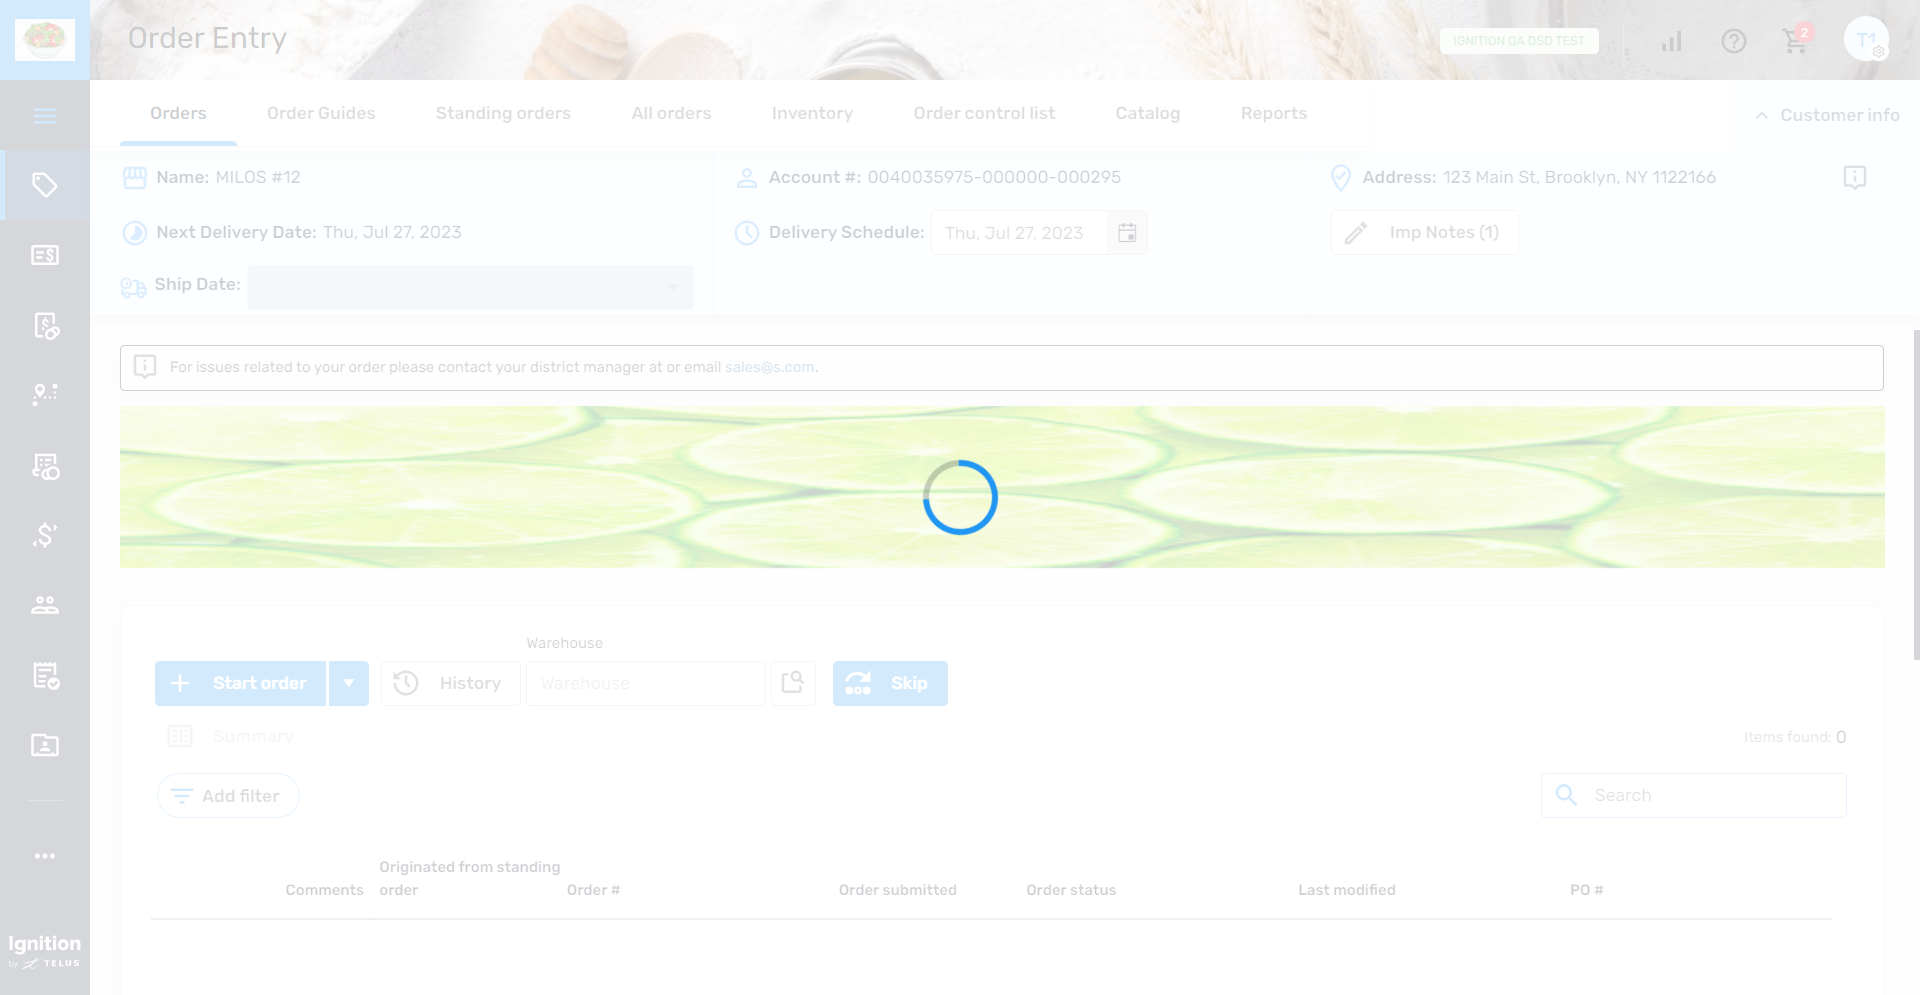 Order Entry
IGNITION QA DSD TEST
2
T1
Orders
Order Guides
Standing orders
All orders
Inventory
Order control list
Catalog
Reports
Customer info
Name: MILOS #12
Account #: 0040035975-000000-000295
Address: 123 Main St, Brooklyn, NY 1122166
Next Delivery Date: Thu, Jul 27, 2023
Delivery Schedule: Thu, Jul 27, 2023
Imp Notes (1)
Ship Date:
For issues related to your order please contact your district manager at or email sales@s.com.
Warehouse
Start order
History
Warehouse
Skip
Summary
Items found: 0
Add filter
Search
Comments
Originated from standing
order
Order #
Order submitted
Order status
Last modified
PO #
Ignition
by TELUS